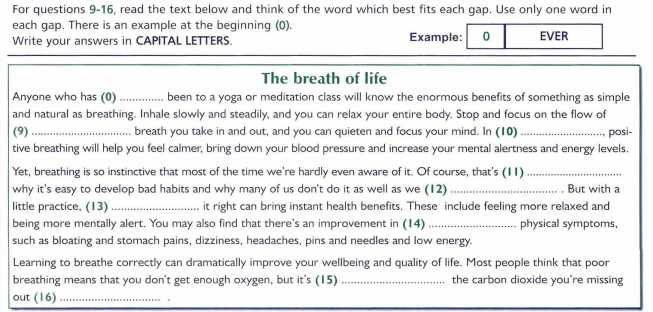 For questions 9-16, read the text below and think of the word which best fits each gap. Use only one word in
each gap. There is an example at the beginning (0).
Write your answers in CAPITAL LETTERS.
Example: 0 EVER
The breath of life
Anyone who has (0) .............. been to a yoga or meditation class will know the enormous benefits of something as simple
and natural as breathing. Inhale slowly and steadily, and you can relax your entire body. Stop and focus on the flow of
(9) ................................ breath you take in and out, and you can quieten and focus your mind. In (10) .........................., posi-
tive breathing will help you feel calmer, bring down your blood pressure and increase your mental alertness and energy levels.
Yet, breathing is so instinctive that most of the time we're hardly even aware of it. Of course, that's (11) ..............................
why it's easy to develop bad habits and why many of us don't do it as well as we (12) .................................. . But with a
little practice, (13) ............................ it right can bring instant health benefits. These include feeling more relaxed and
being more mentally alert. You may also find that there's an improvement in (14) ............................ physical symptoms,
such as bloating and stomach pains, dizziness, headaches, pins and needles and low energy.
Learning to breathe correctly can dramatically improve your wellbeing and quality of life. Most people think that poor
breathing means that you don't get enough oxygen, but it's (15) ................................. the carbon dioxide you're missing
out (16) ................................ .